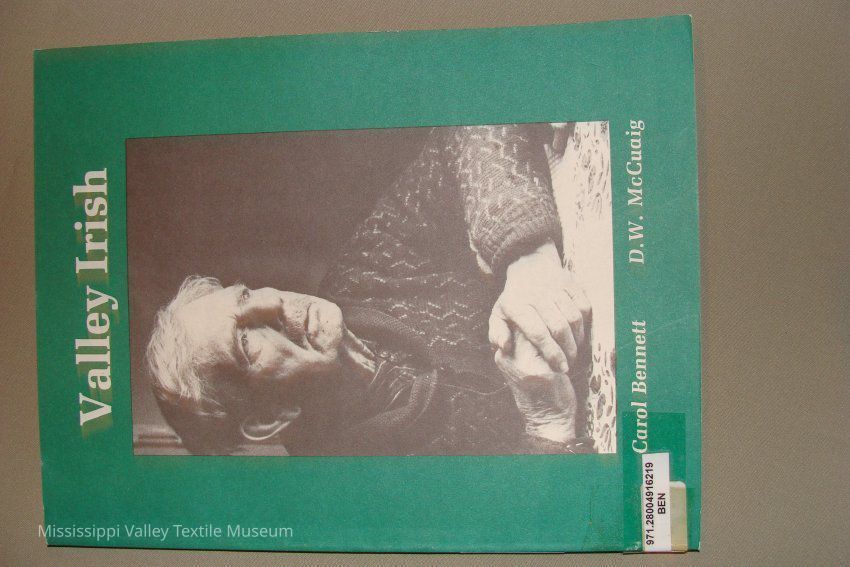 Valley Irish
Carol Bennett
D.W. McCuaig
971.28004916219
BEN
Mississippi Valley Textile Museum